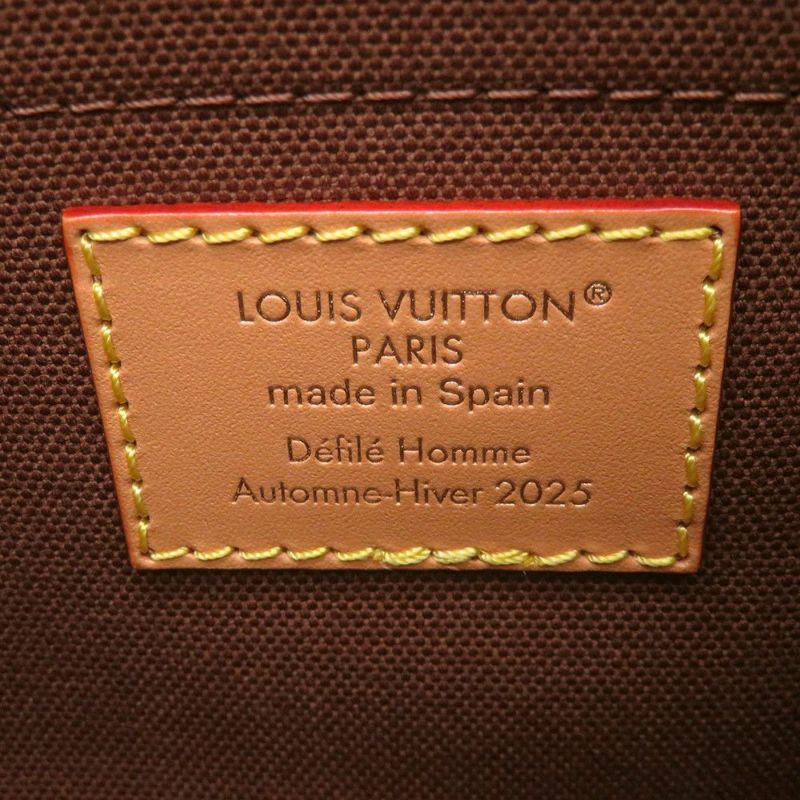 LOUIS VUITTON®
PARIS
made in Spain
Défilé Homme
Automne-Hiver 2025